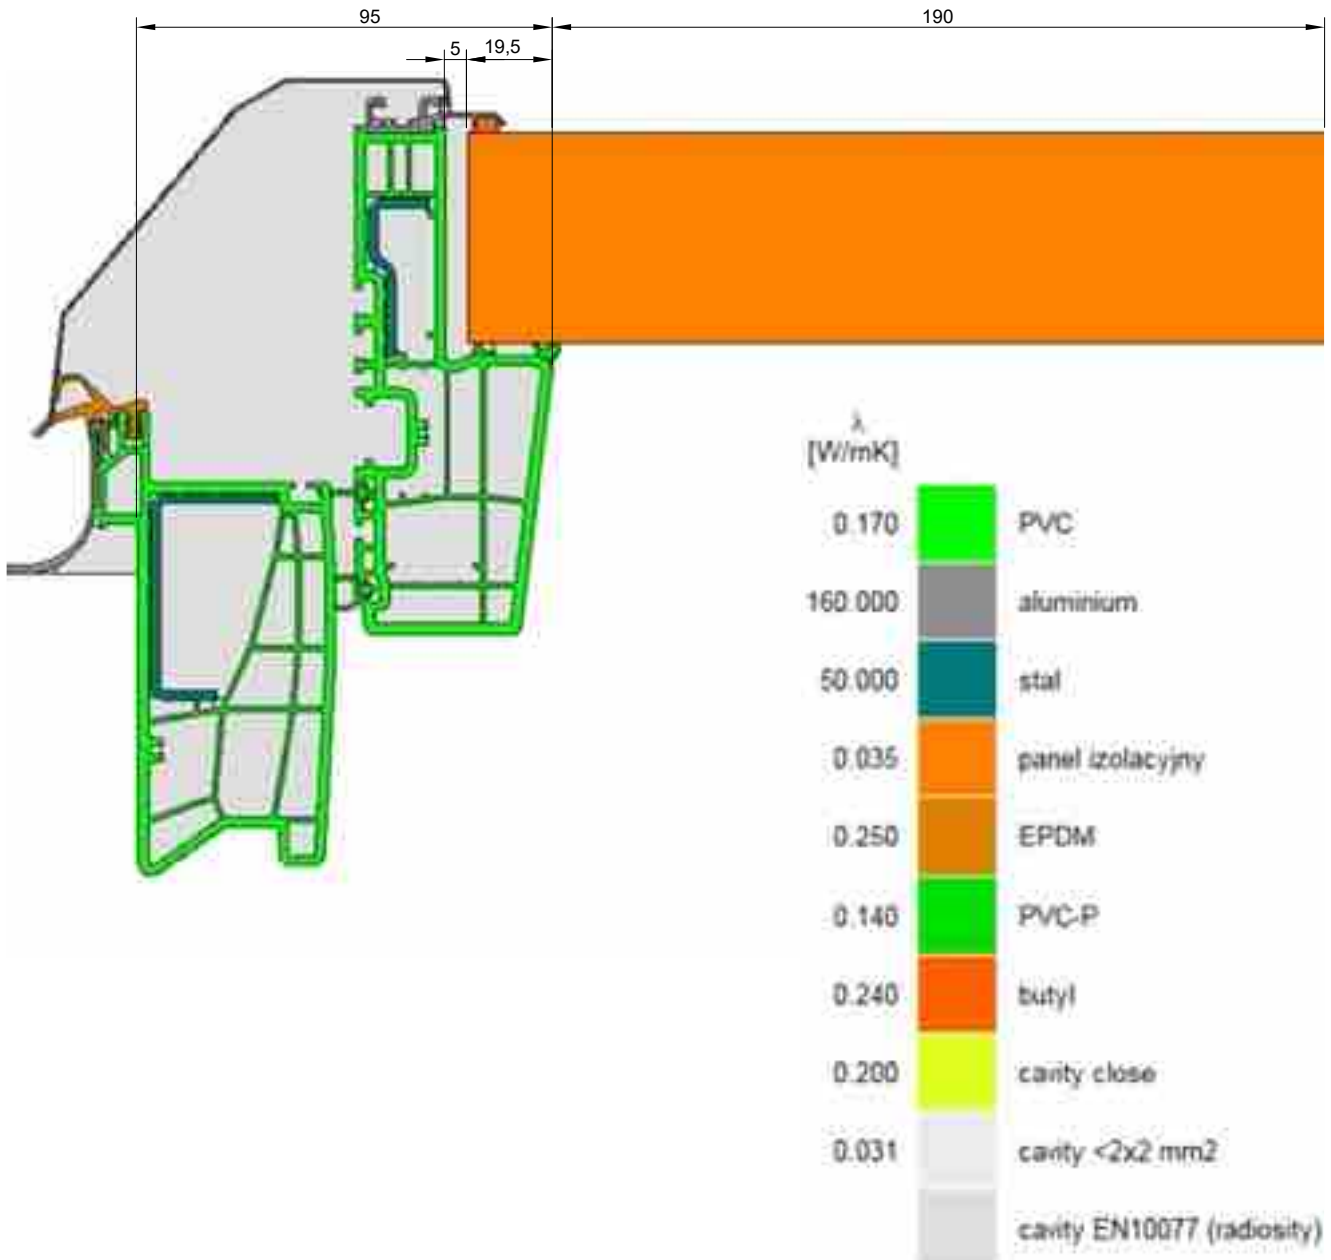 95
190
5
19,5
λ
[W/mK]
0.170 PVC
160.000 aluminium
50.000 stal
0.035 panel izolacyjny
0.250 EPDM
0.140 PVC-P
0.240 butyl
0.200 cavity close
0.031 cavity <2x2 mm2
cavity EN10077 (radiosity)